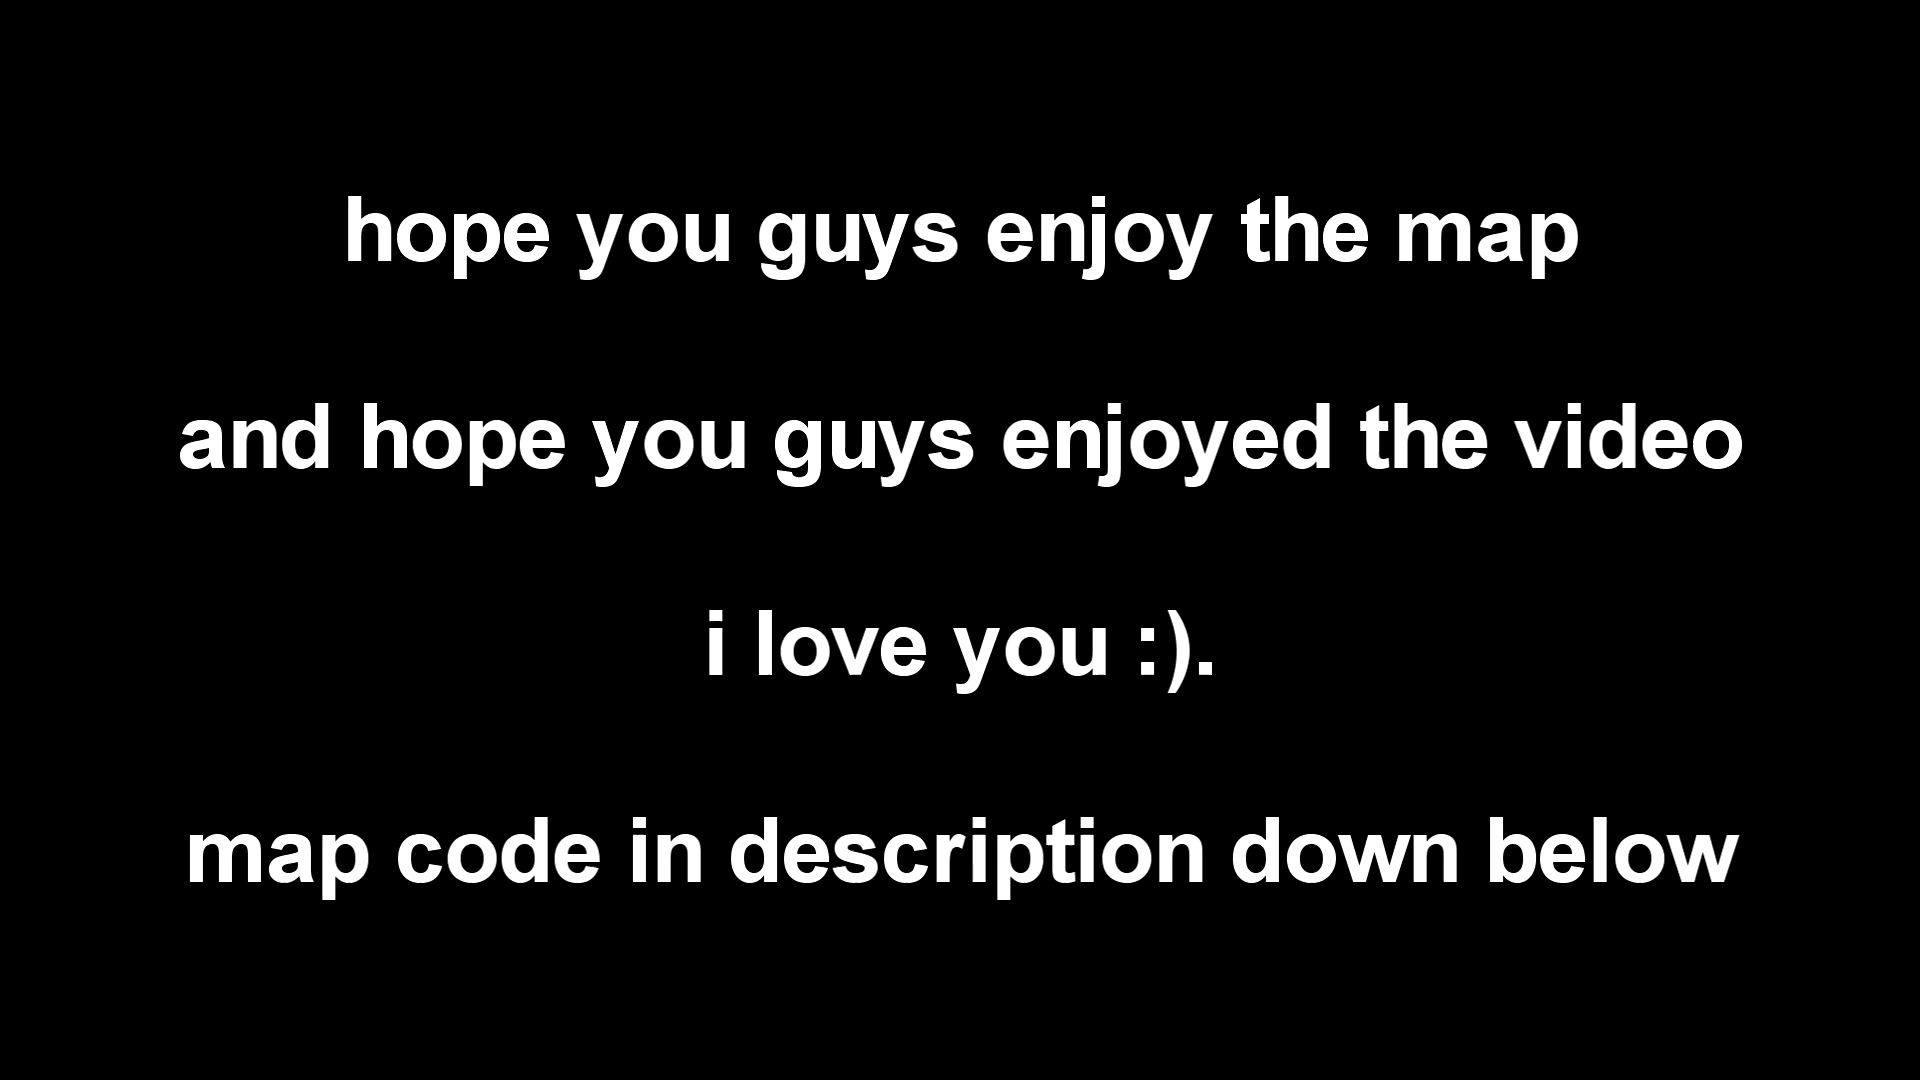 hope you guys enjoy the map
and hope you guys enjoyed the video
i love you :).
map code in description down below